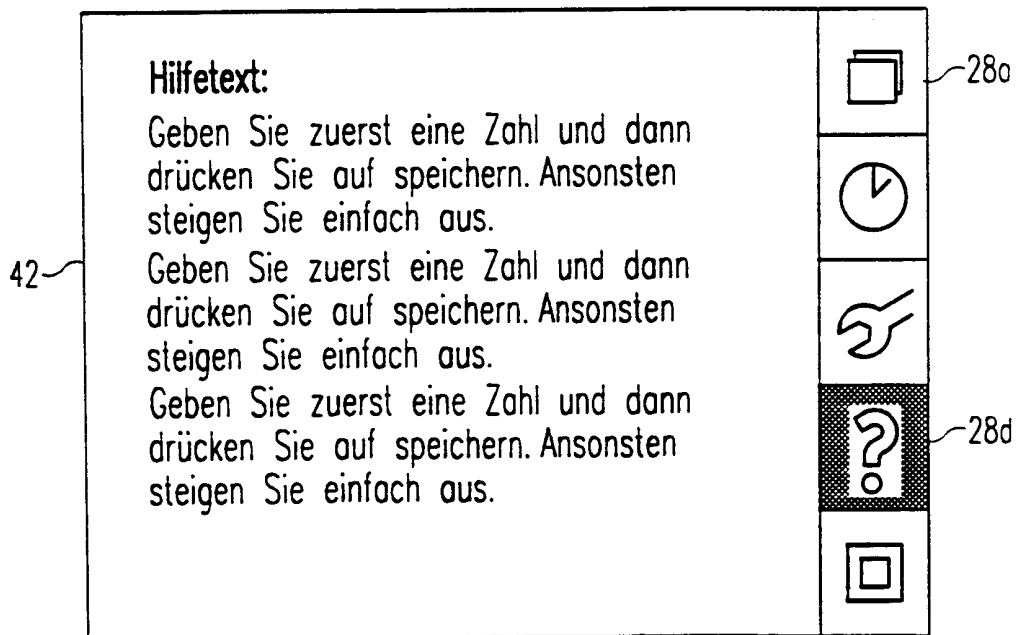 Hilfetext:
Geben Sie zuerst eine Zahl und dann
drücken Sie auf speichern. Ansonsten
steigen Sie einfach aus.
Geben Sie zuerst eine Zahl und dann
drücken Sie auf speichern. Ansonsten
steigen Sie einfach aus.
Geben Sie zuerst eine Zahl und dann
drücken Sie auf speichern. Ansonsten
steigen Sie einfach aus.
42
28a
?
28d